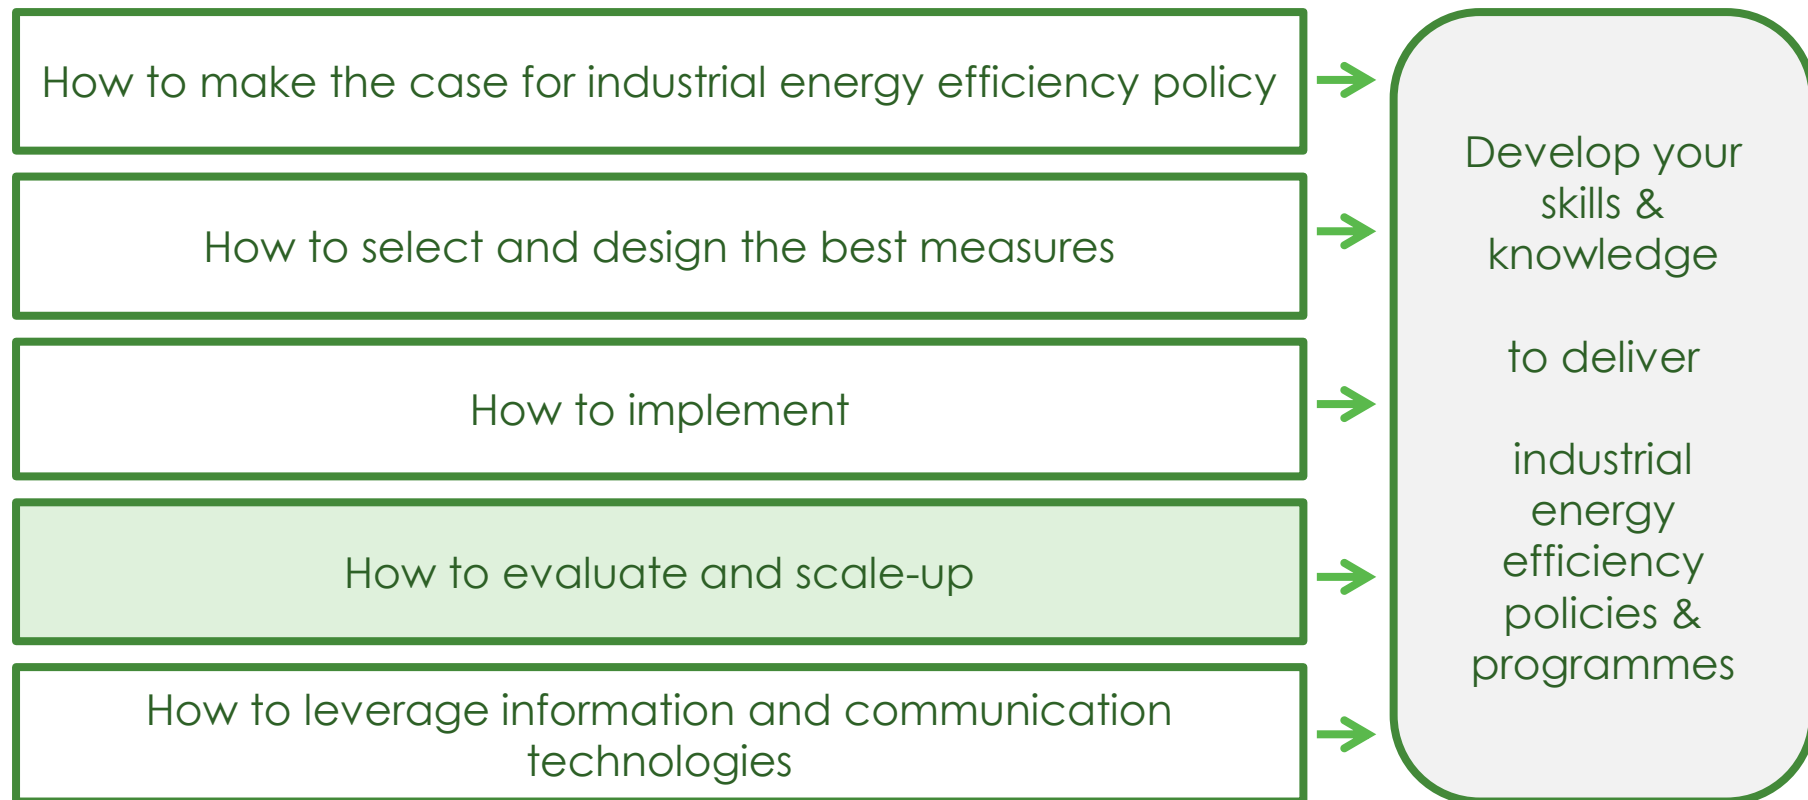 How to make the case for industrial energy efficiency policy
How to select and design the best measures
How to implement
How to evaluate and scale-up
How to leverage information and communication
technologies
Develop your
skills &
knowledge
to deliver
industrial
energy
efficiency
policies &
programmes